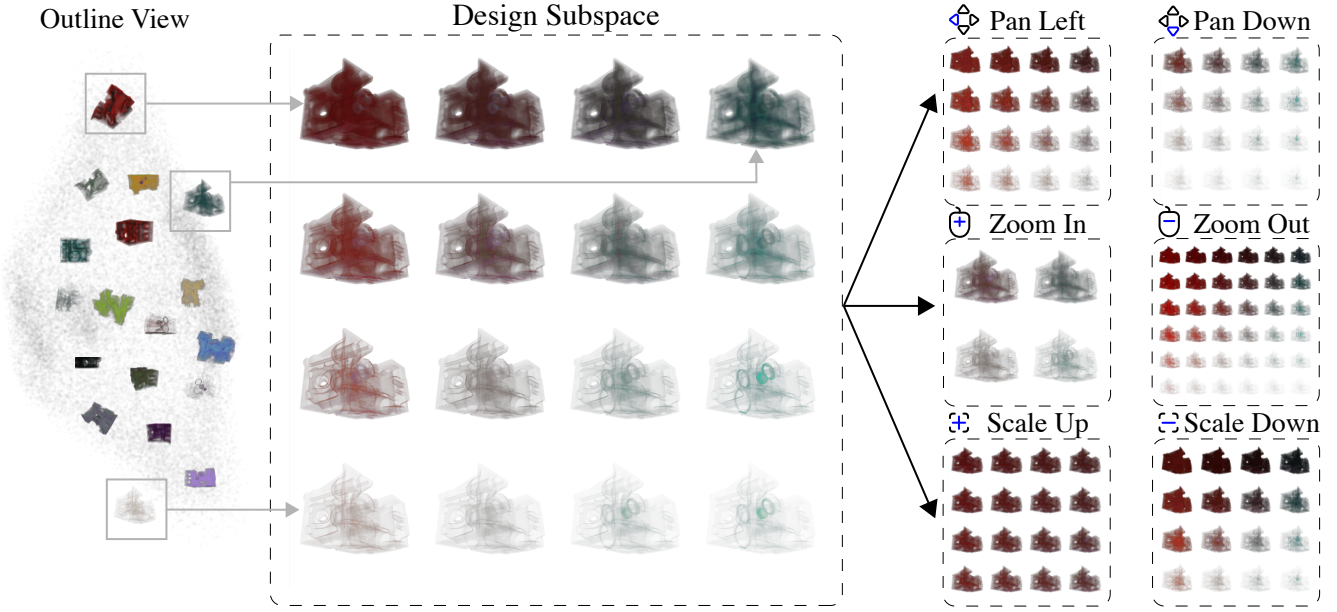 Outline View
Design Subspace
Pan Left
Pan Down
Zoom In
Zoom Out
Scale Up
Scale Down